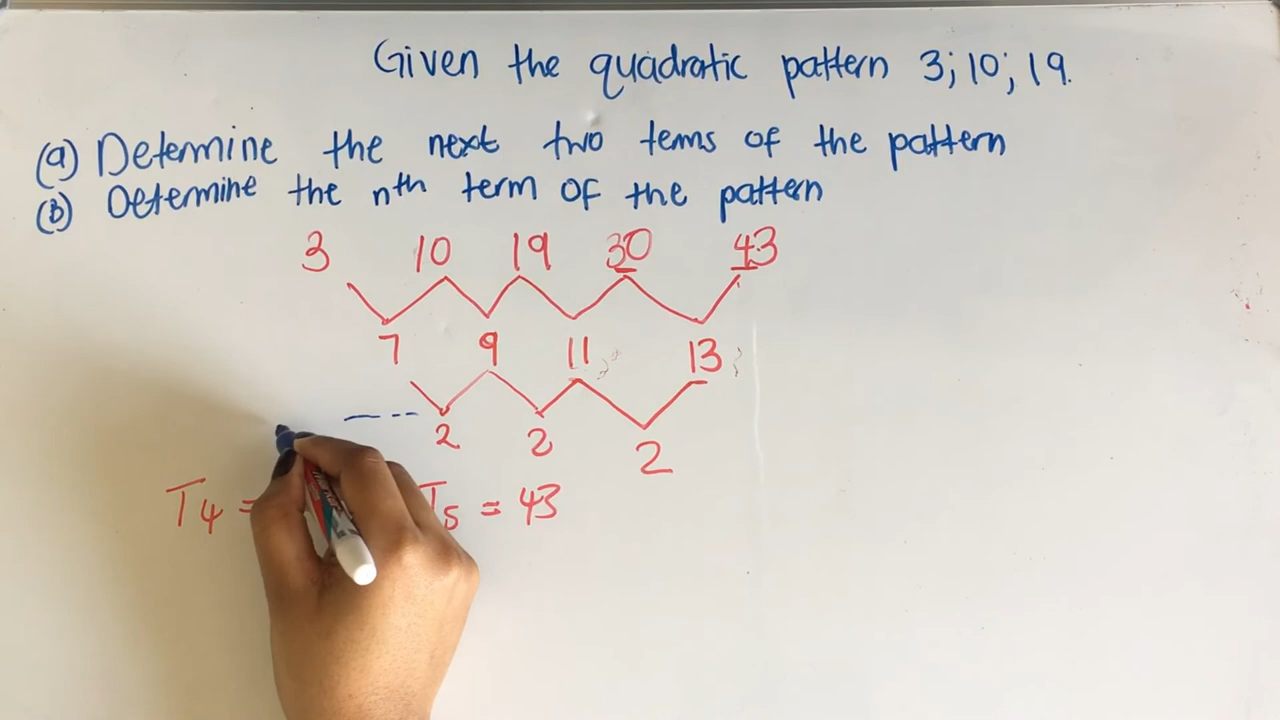 Given the quadratic pattern 3; 10; 19.
(a) Determine the next two terms of the pattern
(b) Determine the nth term of the pattern
3 10 19 30 43
7 9 11 13
2 2 2
T4 = T5 = 43